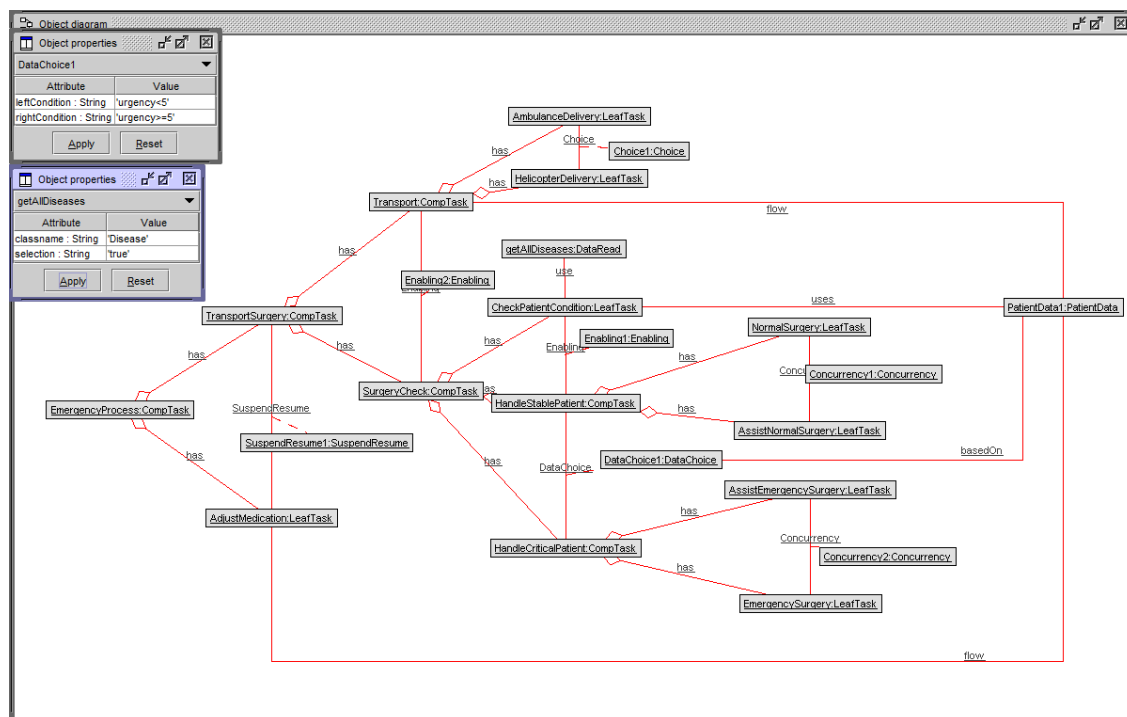 Object diagram
Object properties
DataChoice1
Attribute Value
leftCondition : String 'urgency<5'
rightCondition : String 'urgency>=5'
Apply Reset
Object properties
getAllDiseases
Attribute Value
classname : String 'Disease'
selection : String 'true'
Apply Reset
AmbulanceDelivery:LeafTask
Choice
Choice1:Choice
has
HelicopterDelivery:LeafTask
has
Transport:CompTask
flow
has
getAllDiseases:DataRead
use
Enabling2:Enabling
CheckPatientCondition:LeafTask
uses
PatientData1:PatientData
TransportSurgery:CompTask
NormalSurgery:LeafTask
Enabling1:Enabling
Enabling
has
has
has
has
Concurrency1:Concurrency
SurgeryCheck:CompTask
has
HandleStablePatient:CompTask
EmergencyProcess:CompTask
SuspendResume
has
AssistNormalSurgery:LeafTask
SuspendResume1:SuspendResume
basedOn
has
has
DataChoice1:DataChoice
DataChoice
AssistEmergencySurgery:LeafTask
has
AdjustMedication:LeafTask
Concurrency
HandleCriticalPatient:CompTask
Concurrency2:Concurrency
has
EmergencySurgery:LeafTask
flow